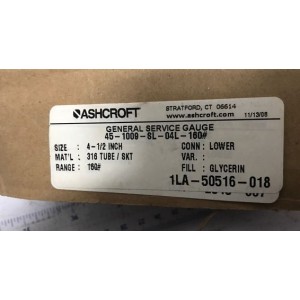 ASHCROFT
STRATFORD, CT 06614
www.ashcroft.com 11/13/08
GENERAL SERVICE GAUGE
45-1009-SL-04L-160#
SIZE : 4-1/2 INCH CONN : LOWER
MAT'L : 316 TUBE / SKT VAR. :
RANGE : 160# FILL : GLYCERIN
1LA-50516-018